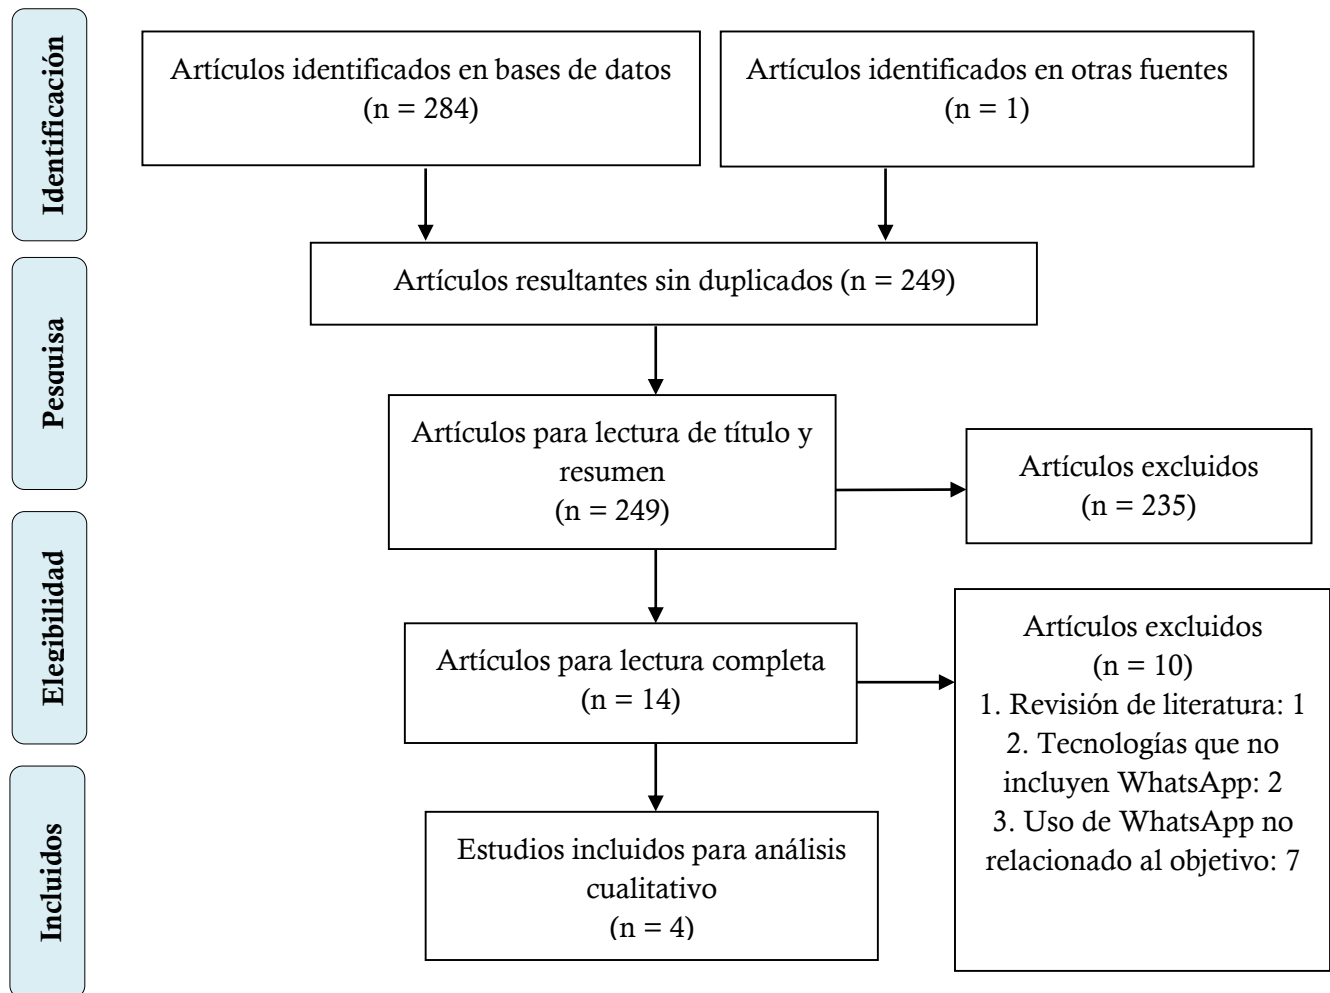 Identificación
Artículos identificados en bases de datos
(n = 284)
Artículos identificados en otras fuentes
(n = 1)
Artículos resultantes sin duplicados (n = 249)
Pesquisa
Artículos para lectura de título y
resumen
(n = 249)
Artículos excluidos
(n = 235)
Elegibilidad
Artículos para lectura completa
(n = 14)
Artículos excluidos
(n = 10)
1. Revisión de literatura: 1
2. Tecnologías que no
incluyen WhatsApp: 2
3. Uso de WhatsApp no
relacionado al objetivo: 7
Incluidos
Estudios incluidos para análisis
cualitativo
(n = 4)